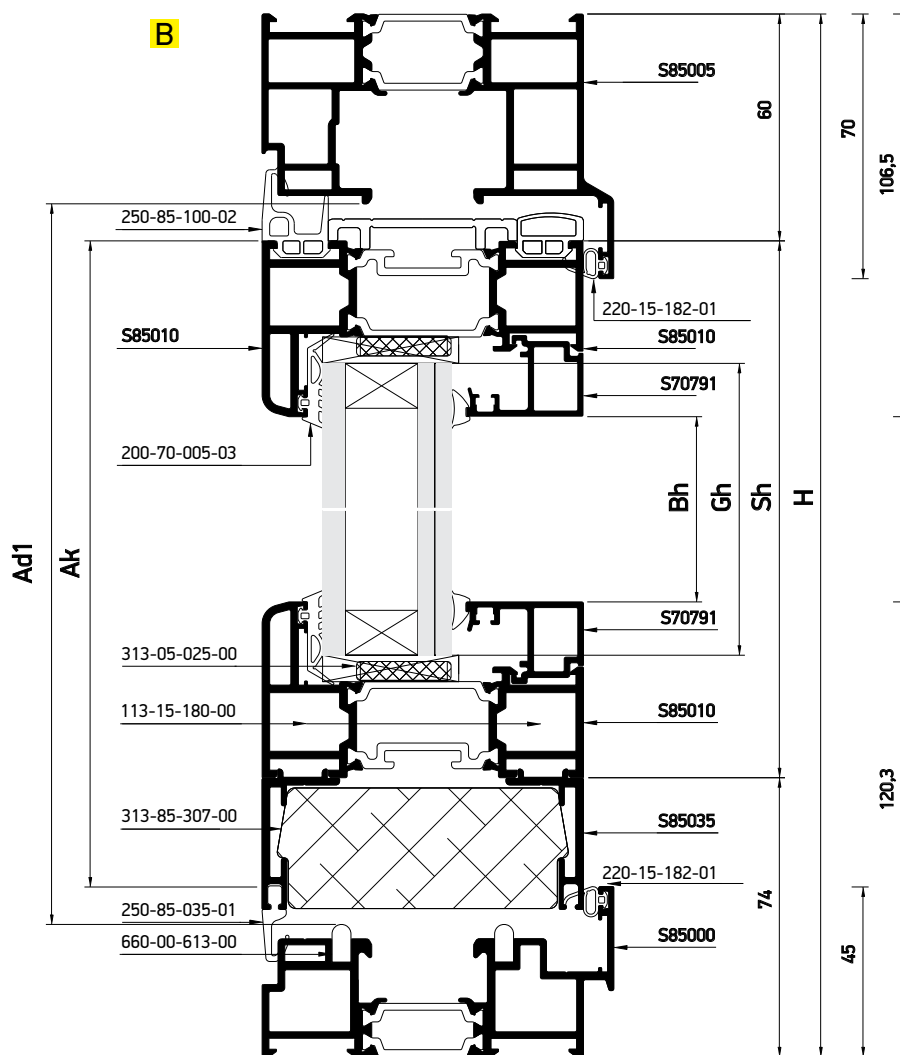 B
S85005
60
70
106,5
250-85-100-02
220-15-182-01
S85010
S85010
S70791
200-70-005-03
Ad1
Ak
Bh
Gh
Sh
H
S70791
313-05-025-00
113-15-180-00
S85010
120,3
313-85-307-00
S85035
220-15-182-01
250-85-035-01
74
660-00-613-00
S85000
45